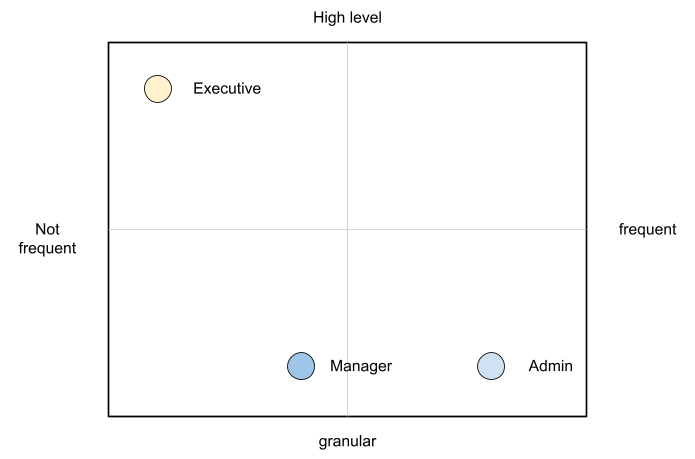 High level
Executive
Not
frequent
frequent
Manager
Admin
granular